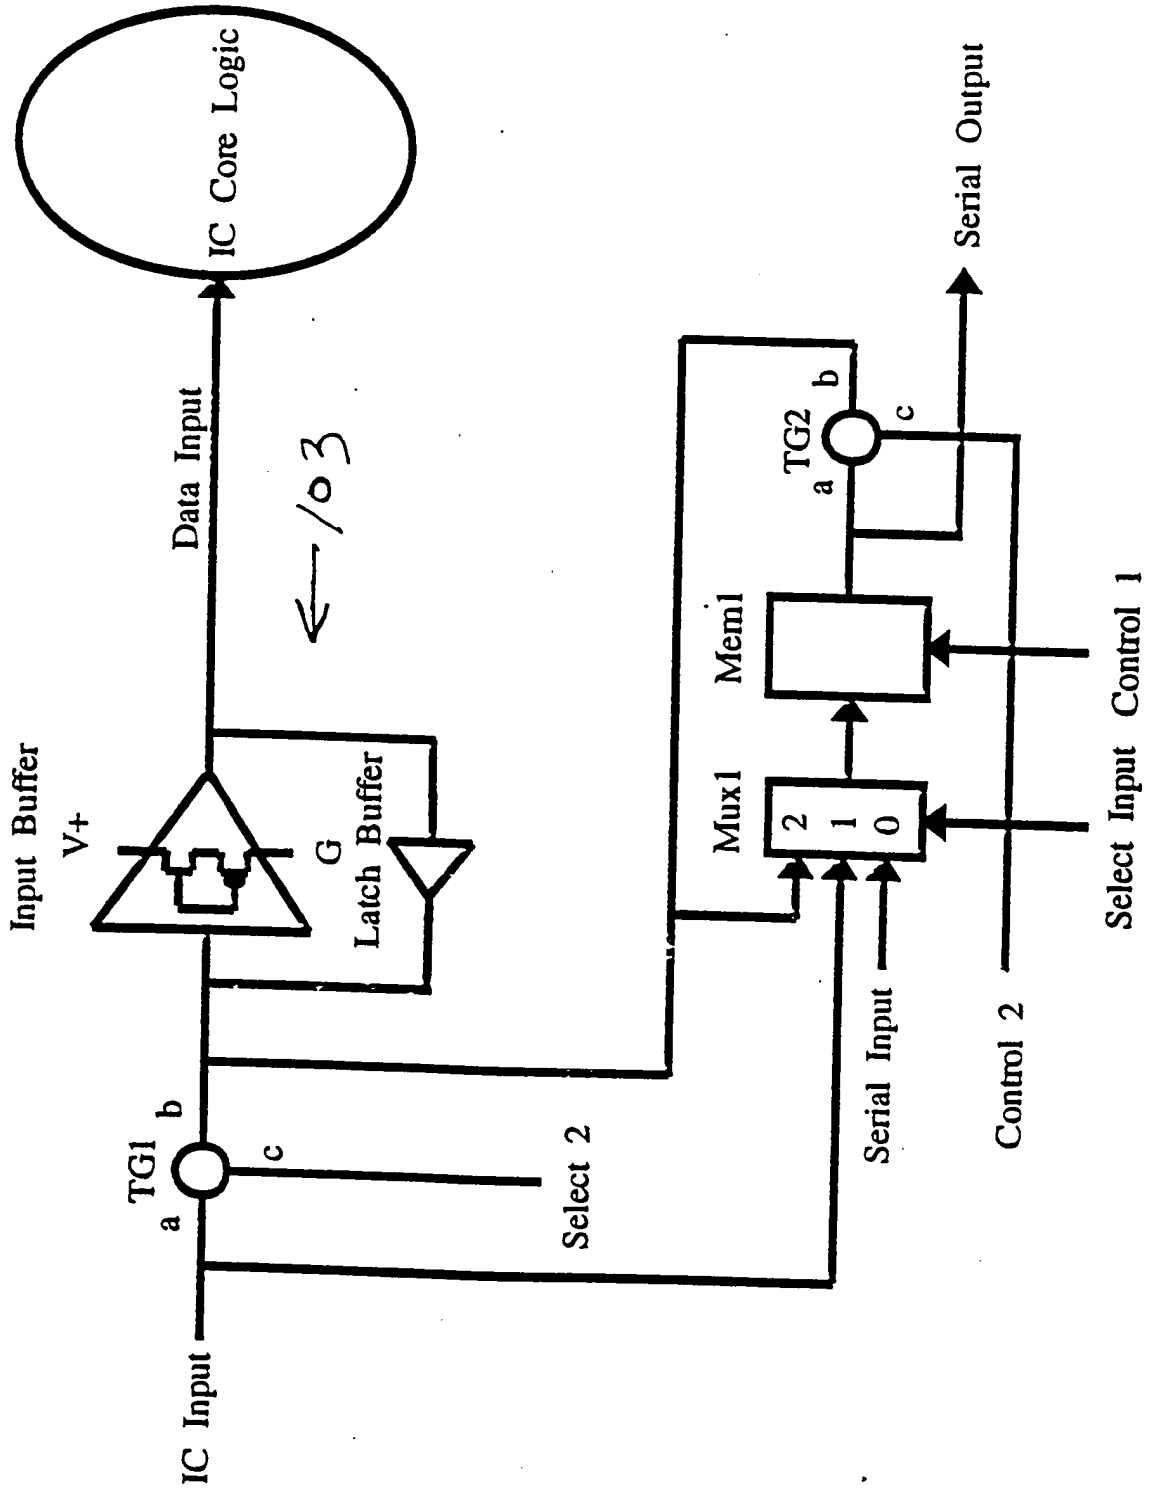 Input Buffer
V+
IC Core Logic
Data Input
G
Latch Buffer
←103
TG1
a
b
c
IC Input
Select 2
Mux1
2
1
0
Mem1
TG2
a
b
c
Serial Output
Serial Input
Control 2
Select Input Control 1